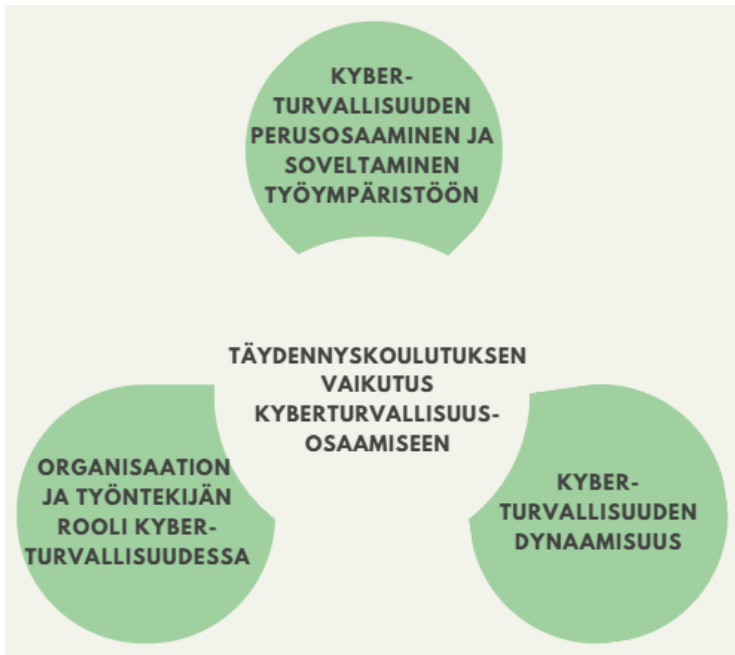 KYBER-
TURVALLISUUDEN
PERUSOSAAMINEN JA
SOVELTAMINEN
TYÖYMPÄRISTÖÖN
TÄYDENNYSKOULUTUKSEN
VAIKUTUS
KYBERTURVALLISUUS-
OSAAMISEEN
ORGANISAATION
JA TYÖNTEKIJÄN
ROOLI KYBER-
TURVALLISUUDESSA
KYBER-
TURVALLISUUDEN
DYNAAMISUUS